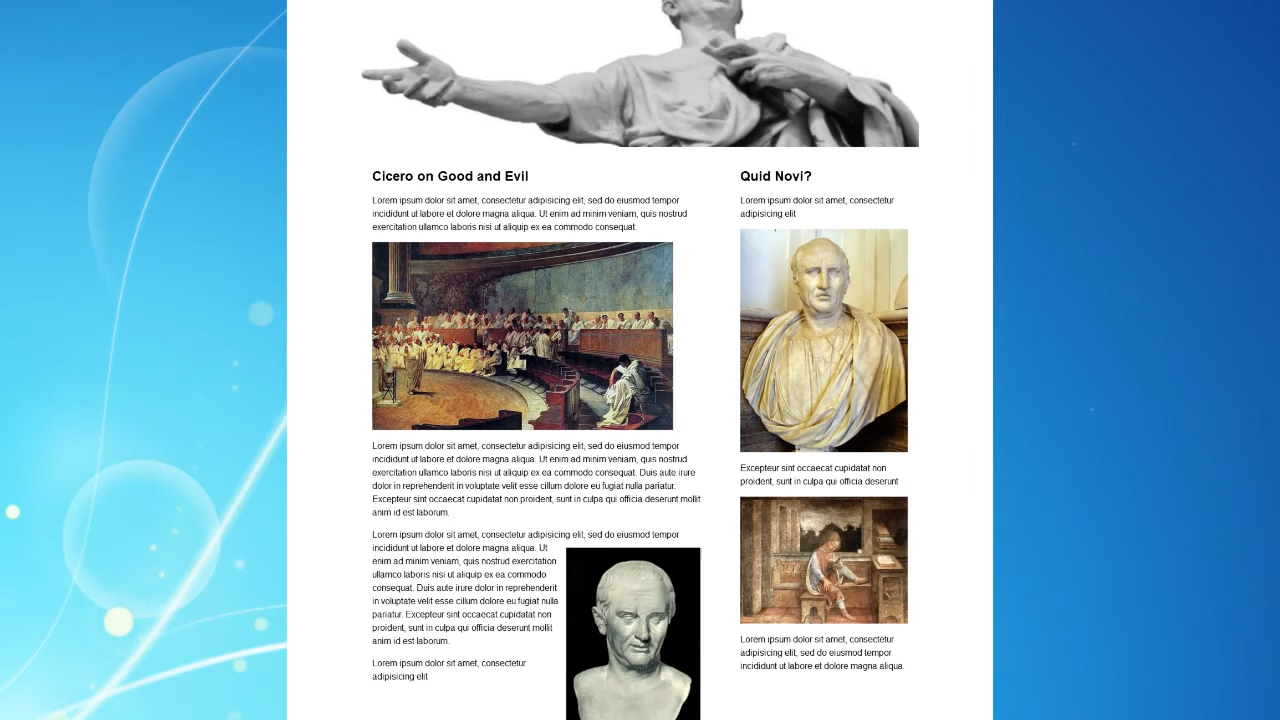 Cicero on Good and Evil
Lorem ipsum dolor sit amet, consectetur adipisicing elit, sed do eiusmod tempor
incididunt ut labore et dolore magna aliqua. Ut enim ad minim veniam, quis nostrud
exercitation ullamco laboris nisi ut aliquip ex ea commodo consequat.
Lorem ipsum dolor sit amet, consectetur adipisicing elit, sed do eiusmod tempor
incididunt ut labore et dolore magna aliqua. Ut enim ad minim veniam, quis nostrud
exercitation ullamco laboris nisi ut aliquip ex ea commodo consequat. Duis aute irure
dolor in reprehenderit in voluptate velit esse cillum dolore eu fugiat nulla pariatur.
Excepteur sint occaecat cupidatat non proident, sunt in culpa qui officia deserunt mollit
anim id est laborum.
Lorem ipsum dolor sit amet, consectetur adipisicing elit, sed do eiusmod tempor
incididunt ut labore et dolore magna aliqua. Ut
enim ad minim veniam, quis nostrud exercitation
ullamco laboris nisi ut aliquip ex ea commodo
consequat. Duis aute irure dolor in reprehenderit
in voluptate velit esse cillum dolore eu fugiat nulla
pariatur. Excepteur sint occaecat cupidatat non
proident, sunt in culpa qui officia deserunt mollit
anim id est laborum.
Lorem ipsum dolor sit amet, consectetur
adipisicing elit
Quid Novi?
Lorem ipsum dolor sit amet, consectetur
adipisicing elit
Excepteur sint occaecat cupidatat non
proident, sunt in culpa qui officia deserunt
Lorem ipsum dolor sit amet, consectetur
adipisicing elit, sed do eiusmod tempor
incididunt ut labore et dolore magna aliqua.